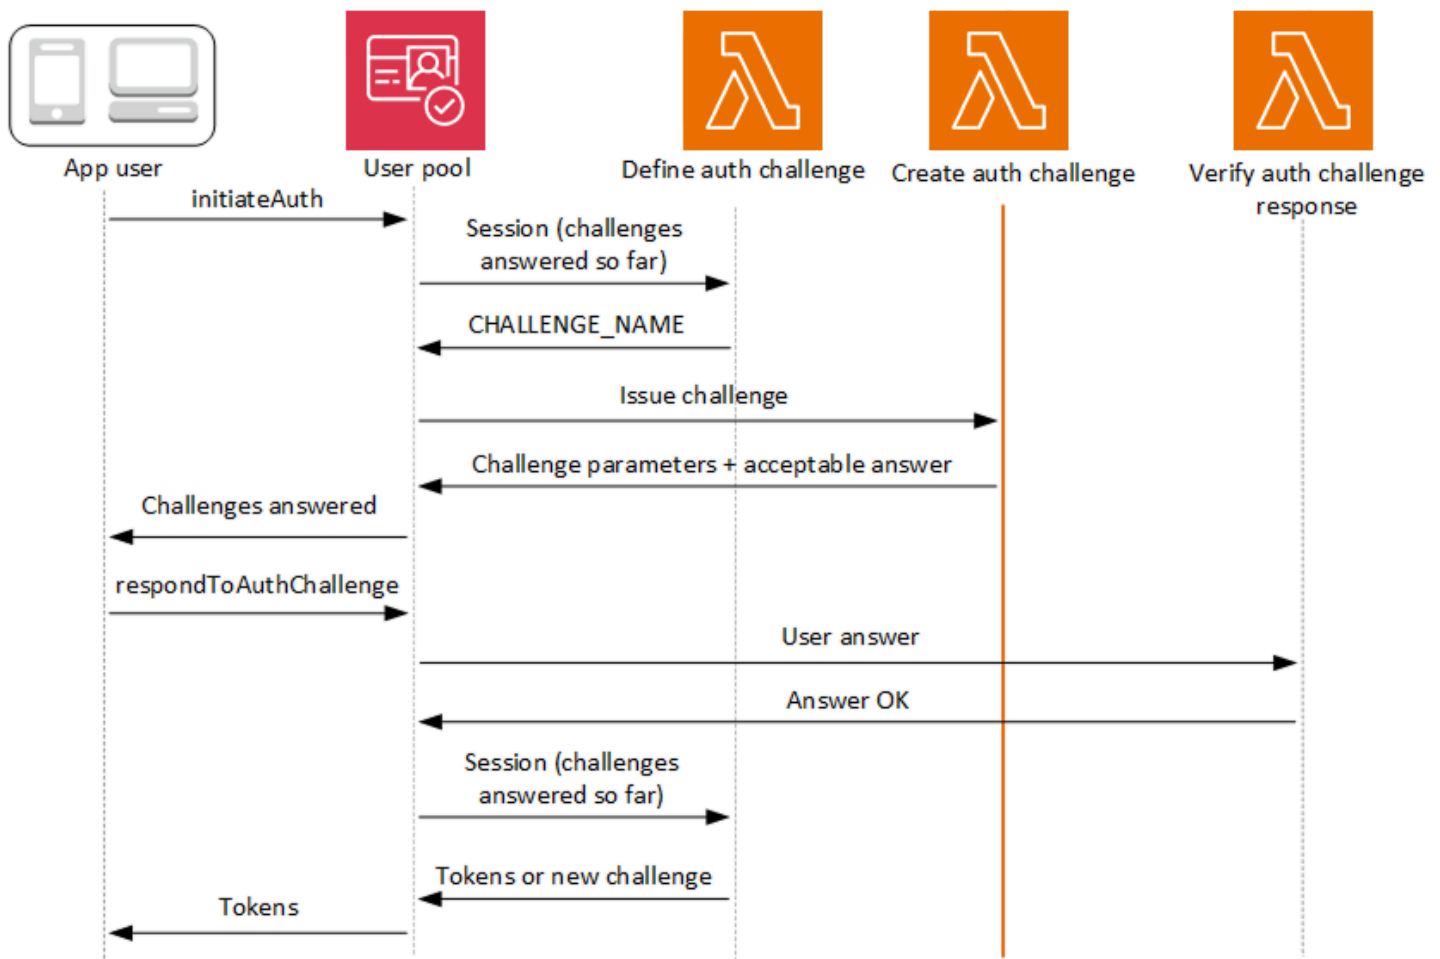 App user
User pool
Define auth challenge
Create auth challenge
Verify auth challenge
response
initiateAuth
Session (challenges
answered so far)
CHALLENGE_NAME
Issue challenge
Challenge parameters + acceptable answer
Challenges answered
respondToAuthChallenge
User answer
Answer OK
Session (challenges
answered so far)
Tokens or new challenge
Tokens